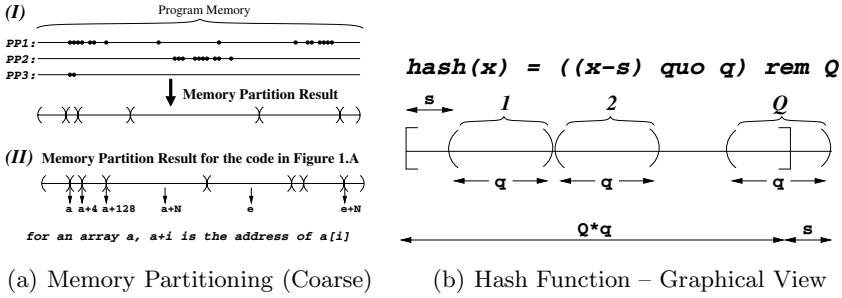 (I) Program Memory
PP1:
PP2:
PP3:
Memory Partition Result
(II) Memory Partition Result for the code in Figure 1.A
a a+4 a+128 a+N e e+N
for an array a, a+i is the address of a[i]
(a) Memory Partitioning (Coarse)
hash(x) = ((x-s) quo q) rem Q
s 1 2 Q
q q q
Q*q s
(b) Hash Function – Graphical View